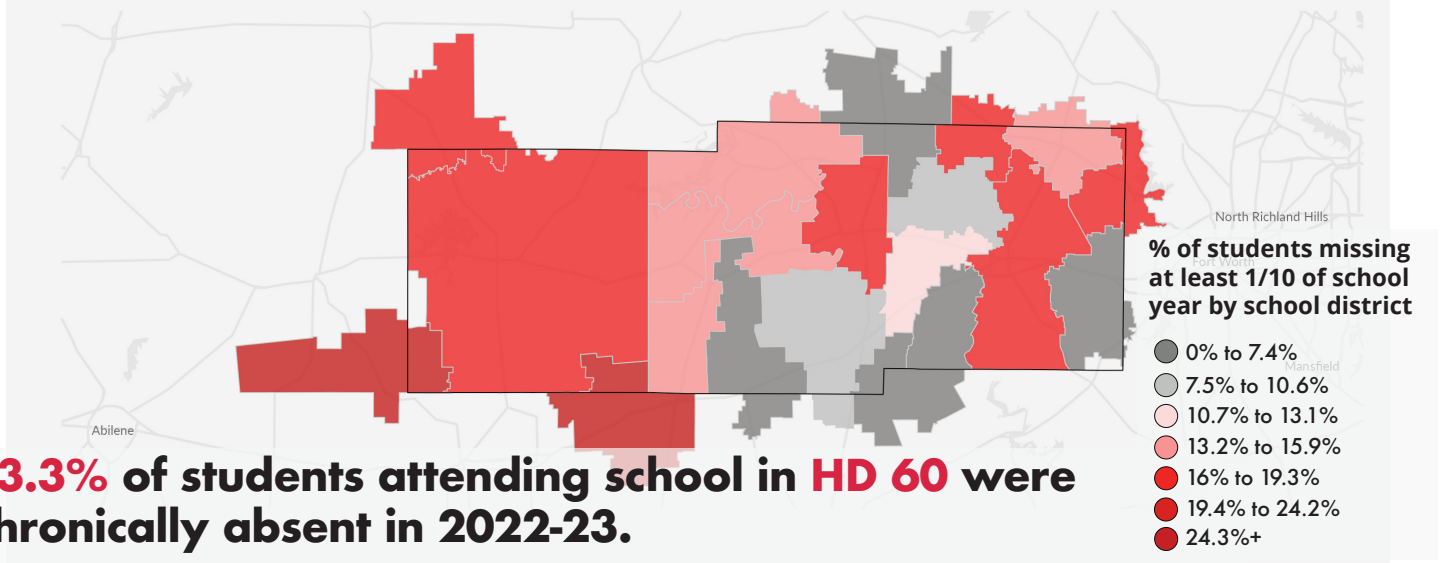 North Richland Hills
Fort Worth
% of students missing
at least 1/10 of school
year by school district
0% to 7.4%
7.5% to 10.6%
Mansfield
10.7% to 13.1%
13.2% to 15.9%
16% to 19.3%
19.4% to 24.2%
24.3%+
Abilene
3.3% of students attending school in HD 60 were
hronically absent in 2022-23.